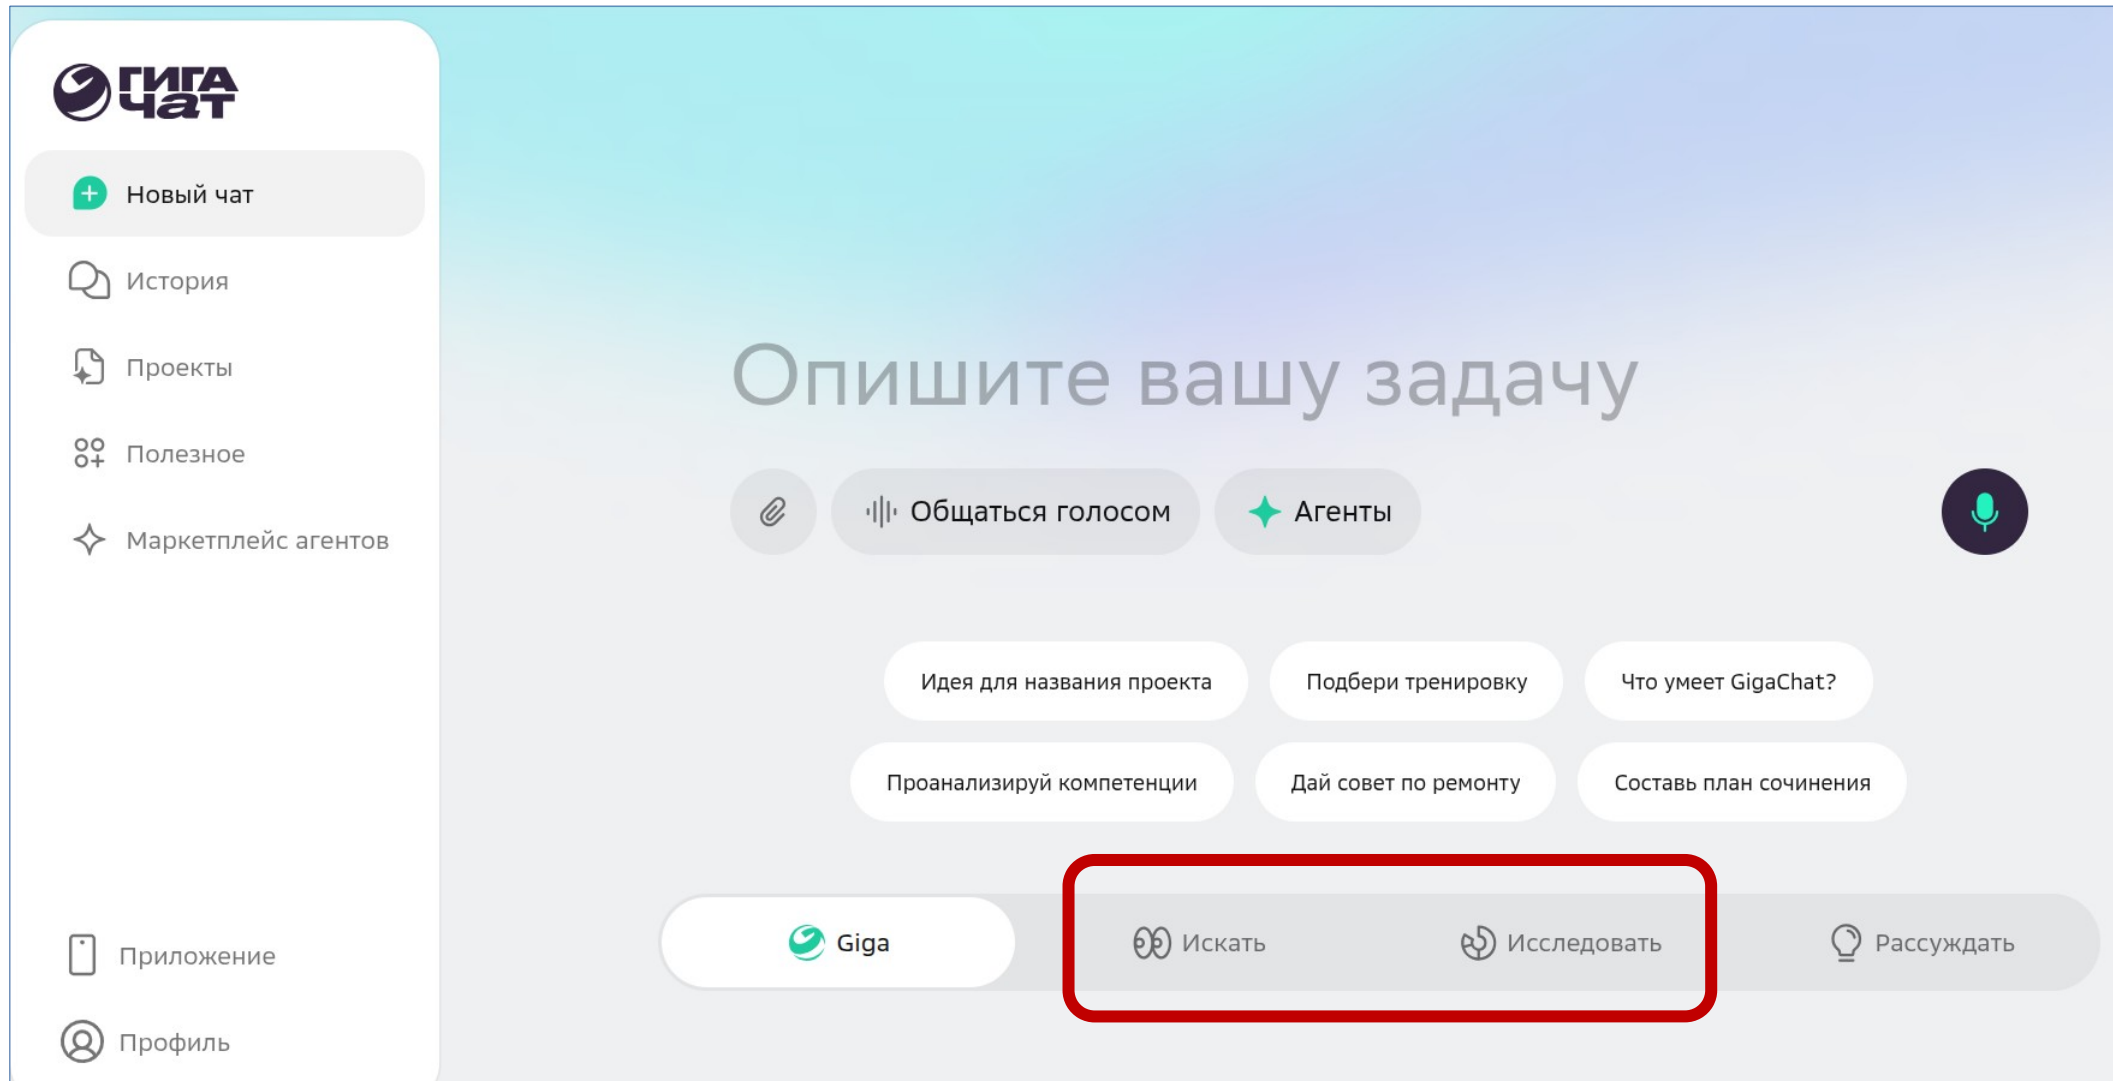 ГИГА
чат
Новый чат
История
Проекты
Полезное
Маркетплейс агентов
Приложение
Профиль
Опишите вашу задачу
Общаться голосом
Агенты
Идея для названия проекта
Подбери тренировку
Что умеет GigaChat?
Проанализируй компетенции
Дай совет по ремонту
Составь план сочинения
Giga
Искать
Исследовать
Рассуждать